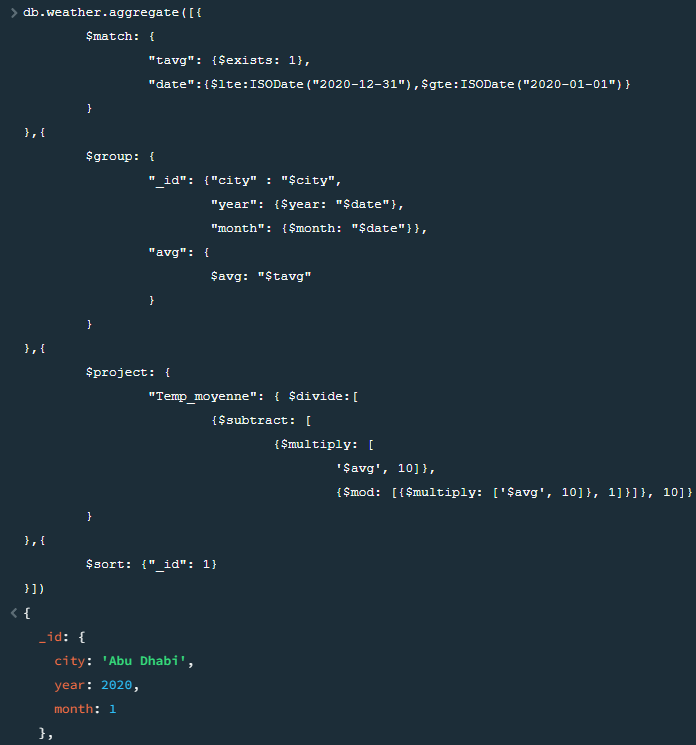 > db.weather.aggregate([{
$match: {
"tavg": {$exists: 1},
"date":{$lte:ISODate("2020-12-31"),$gte:ISODate("2020-01-01")}
}
},{
$group: {
"_id": {"city" : "$city",
"year": {$year: "$date"},
"month": {$month: "$date"}},
"avg": {
$avg: "$tavg"
}
}
},{
$project: {
"Temp_moyenne": { $divide:[
{$subtract: [
{$multiply: [
'$avg', 10]},
{$mod: [{$multiply: ['$avg', 10]}, 1]}]}, 10]}
}
},{
$sort: {"_id": 1}
}])
< {
_id: {
city: 'Abu Dhabi',
year: 2020,
month: 1
},